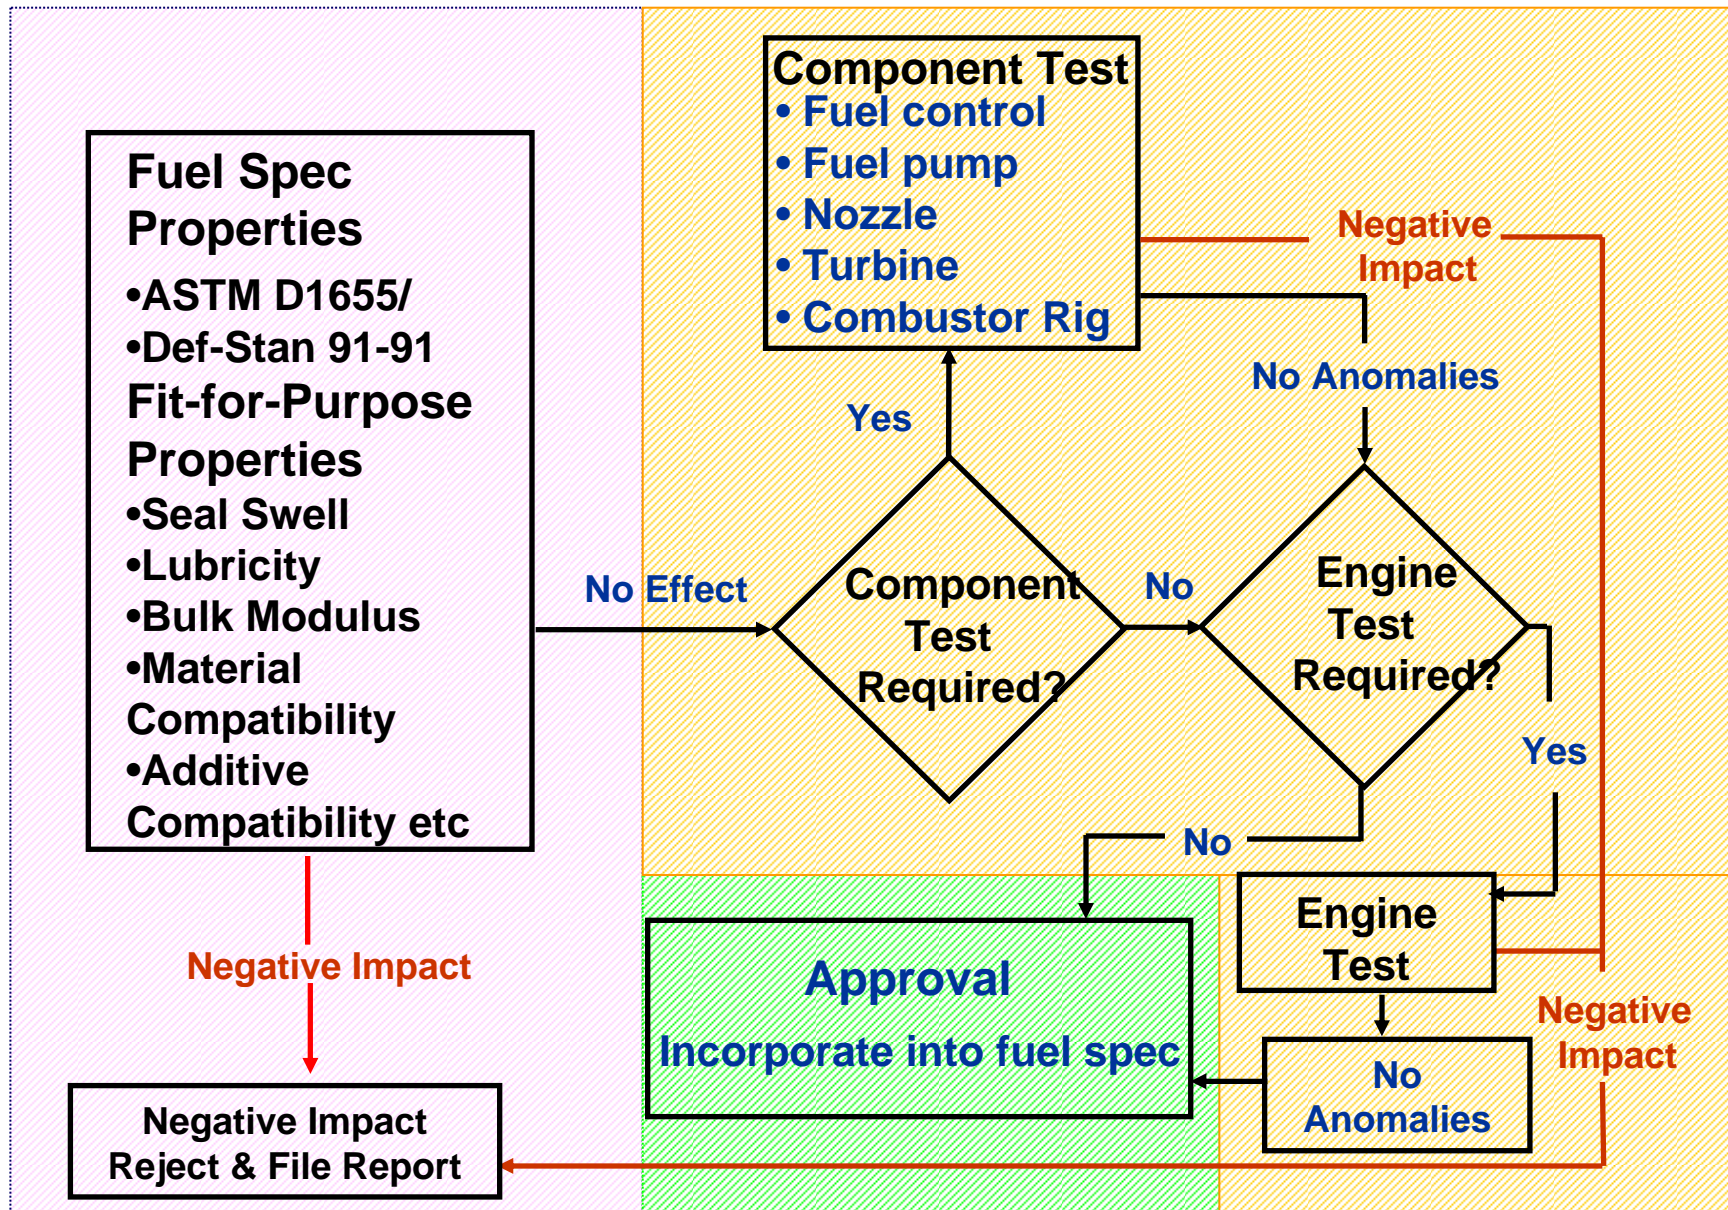 Fuel Spec
Properties
•ASTM D1655/
•Def-Stan 91-91
Fit-for-Purpose
Properties
•Seal Swell
•Lubricity
•Bulk Modulus
•Material
Compatibility
•Additive
Compatibility etc
Negative Impact
Negative Impact
Reject & File Report
No Effect
Component Test
• Fuel control
• Fuel pump
• Nozzle
• Turbine
• Combustor Rig
Yes
Component
Test
Required?
No
Negative
Impact
No Anomalies
Engine
Test
Required?
Yes
No
Engine
Test
Negative
Impact
No
Anomalies
Approval
Incorporate into fuel spec